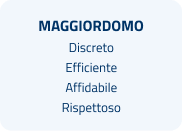 MAGGIORDOMO
Discreto
Efficiente
Affidabile
Rispettoso